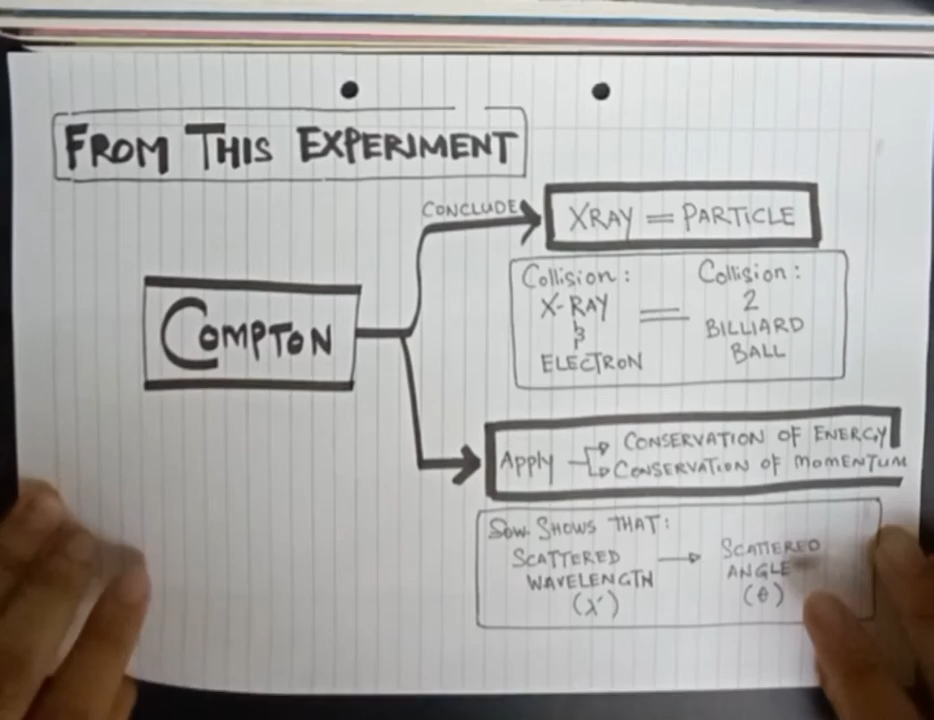 FROM THIS EXPERIMENT
CONCLUDE
XRAY = PARTICLE
Collision:
X-RAY
&
ELECTRON
=
Collision:
2
BILLIARD
BALL
COMPTON
Apply
CONSERVATION OF ENERGY
CONSERVATION OF MOMENTUM
SHOWS THAT:
SCATTERED
WAVELENGTH
(λ')
SCATTERED
ANGLE
(θ)